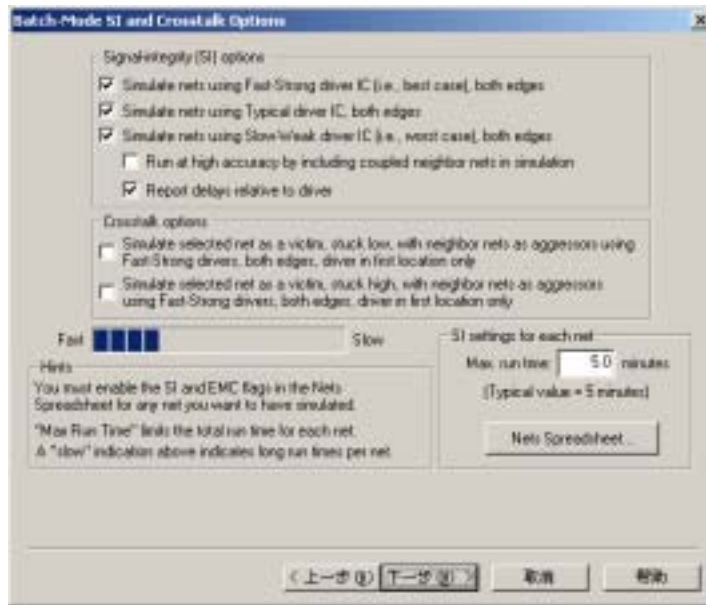 Batch-Mode SI and Crosstalk Options
Signal-integrity (SI) options
Simulate nets using Fast-Strong driver IC (i.e., best case), both edges
Simulate nets using Typical driver IC, both edges
Simulate nets using Slow-Weak driver IC (i.e., worst case), both edges
Run at high accuracy by including coupled neighbor nets in simulation
Report delays relative to driver
Crosstalk options
Simulate selected net as a victim, stuck low, with neighbor nets as aggressors using
Fast-Strong drivers, both edges, driver in first location only
Simulate selected net as a victim, stuck high, with neighbor nets as aggressors
using Fast-Strong drivers, both edges, driver in first location only
Fast
Slow
Hints
You must enable the SI and EMC flags in the Nets
Spreadsheet for any net you want to have simulated.
"Max Run Time" limits the total run time for each net.
A "slow" indication above indicates long run times per net.
SI settings for each net
Max. run time: 5.0 minutes
(Typical value = 5 minutes)
Nets Spreadsheet...
< 上一步(B)
下一步(N) >
取消
帮助